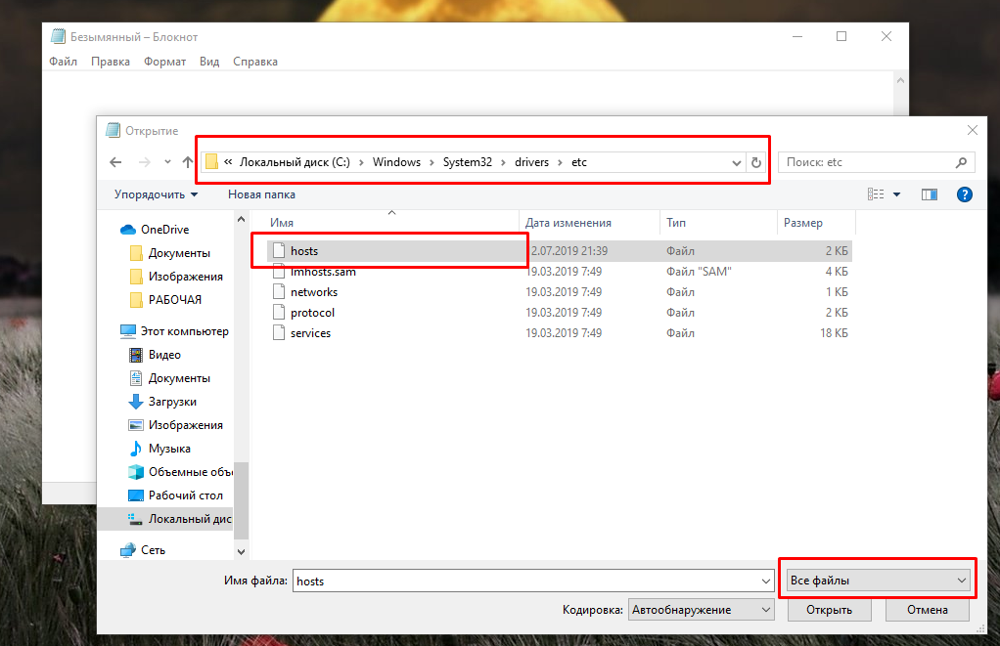 Безымянный – Блокнот
Файл Правка Формат Вид Справка
Открытие
« Локальный диск (C:) › Windows › System32 › drivers › etc
Поиск: etc
Упорядочить Новая папка
Имя Дата изменения Тип Размер
hosts 2.07.2019 21:39 Файл 2 КБ
lmhosts.sam 19.03.2019 7:49 Файл "SAM" 4 КБ
networks 19.03.2019 7:49 Файл 1 КБ
protocol 19.03.2019 7:49 Файл 2 КБ
services 19.03.2019 7:49 Файл 18 КБ
OneDrive
Документы
Изображения
РАБОЧАЯ
Этот компьютер
Видео
Документы
Загрузки
Изображения
Музыка
Объемные объ
Рабочий стол
Локальный дис
Сеть
Имя файла: hosts Все файлы
Кодировка: Автообнаружение Открыть Отмена